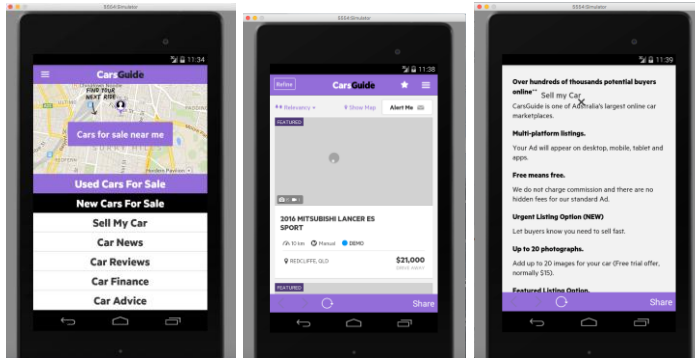 5554:Simulator
11:34
CarsGuide
FIND YOUR
NEXT RIDE
Cars for sale near me
SURRY HILLS
REDFERN
Used Cars For Sale
New Cars For Sale
Sell My Car
Car News
Car Reviews
Car Finance
Car Advice
5554:Simulator
11:38
Refine
CarsGuide
Relevancy
Show Map
Alert Me
FEATURED
2016 MITSUBISHI LANCER ES
SPORT
10 km
Manual
DEMO
REDCLIFFE, QLD
$21,000
DRIVE AWAY
FEATURED
Share
5554:Simulator
11:39
Over hundreds of thousands potential buyers
online**
Sell my Car
CarsGuide is one of Australia's largest online car
marketplaces.
Multi-platform listings.
Your Ad will appear on desktop, mobile, tablet and
apps.
Free means free.
We do not charge commission and there are no
hidden fees for our standard Ad.
Urgent Listing Option (NEW)
Let buyers know you need to sell fast.
Up to 20 photographs.
Add up to 20 images for your car (Free trial offer,
normally $15).
Featured Listing Option.
Share